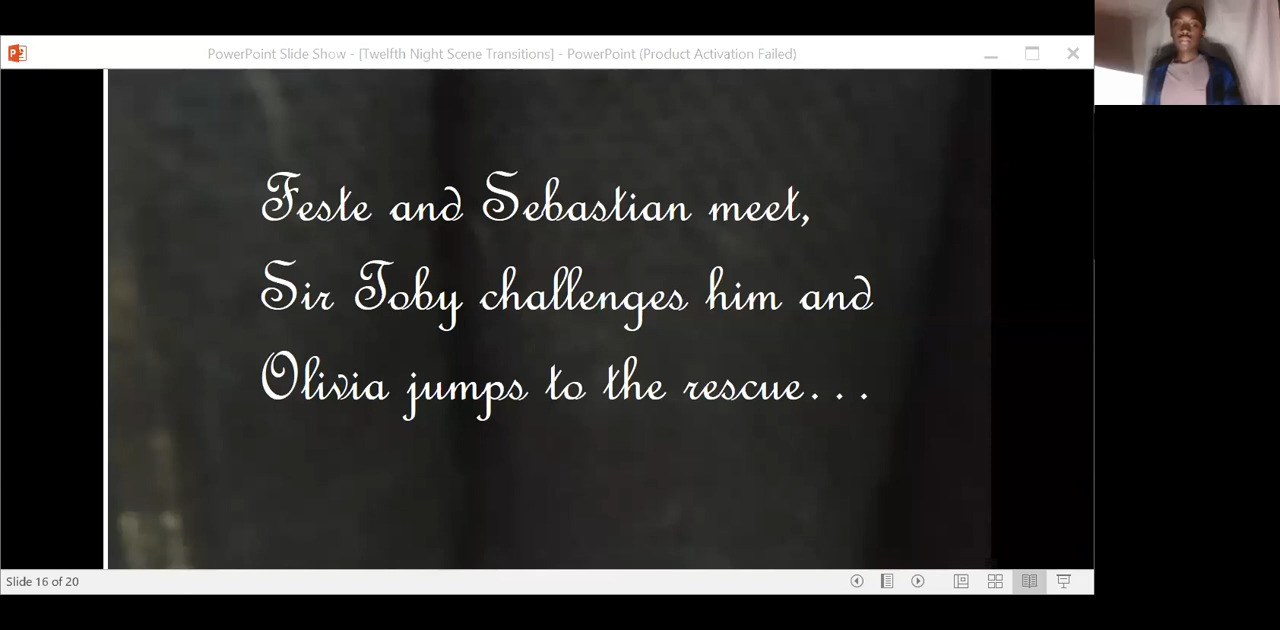 PowerPoint Slide Show - [Twelfth Night Scene Transitions] - PowerPoint (Product Activation Failed)
Feste and Sebastian meet,
Sir Toby challenges him and
Olivia jumps to the rescue...
Slide 16 of 20